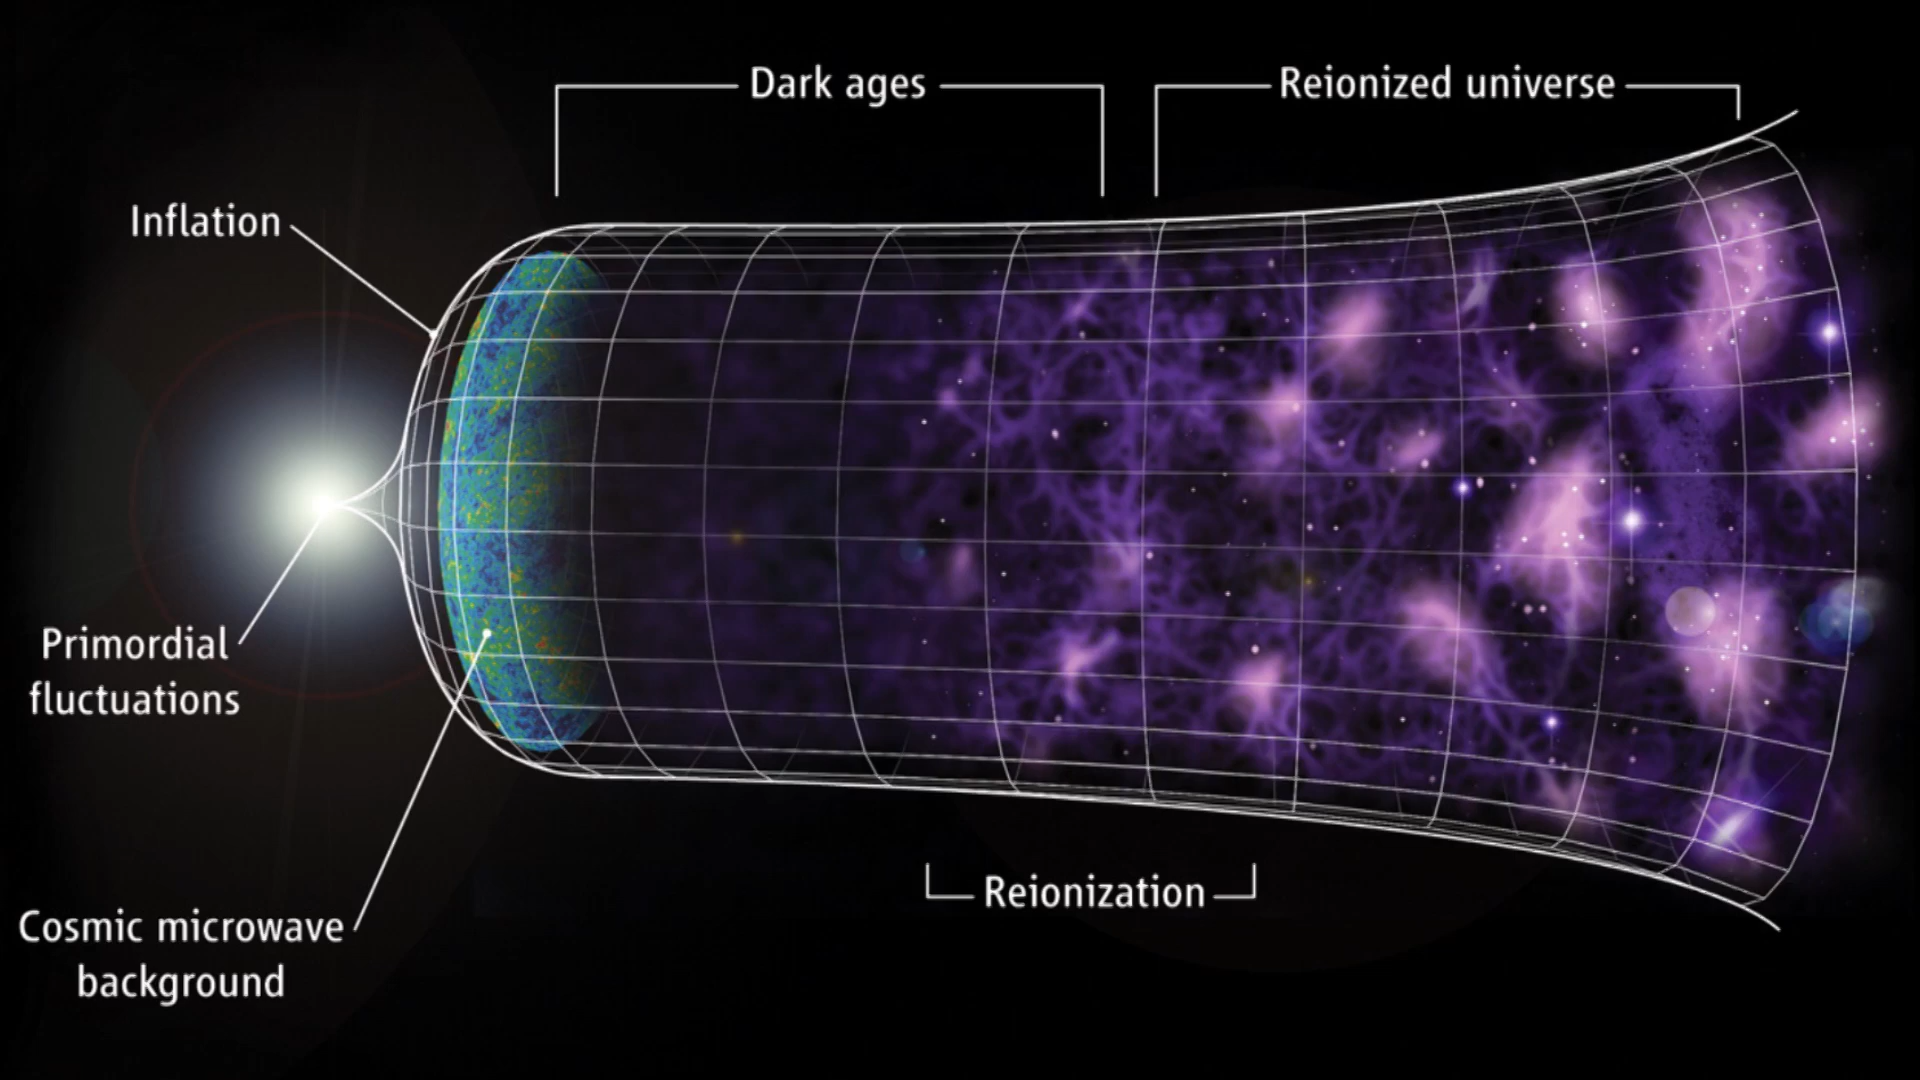 Dark ages
Reionized universe
Inflation
Primordial
fluctuations
Reionization
Cosmic microwave
background